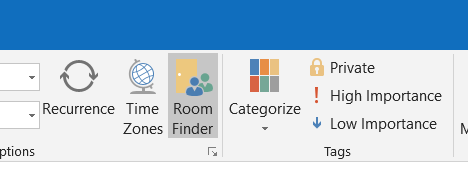 Recurrence
Time
Zones
Room
Finder
Categorize
Private
High Importance
Low Importance
ptions
Tags
M